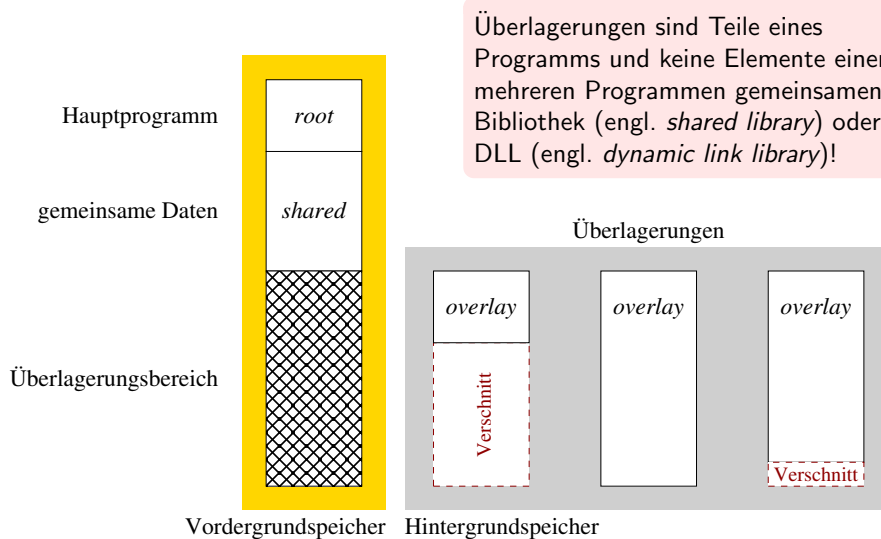 Überlagerungen sind Teile eines
Programms und keine Elemente einer
mehreren Programmen gemeinsamen
Bibliothek (engl. shared library) oder
DLL (engl. dynamic link library)!
Hauptprogramm
root
gemeinsame Daten
shared
Überlagerungen
overlay
overlay
overlay
Überlagerungsbereich
Verschnitt
Verschnitt
Vordergrundspeicher
Hintergrundspeicher